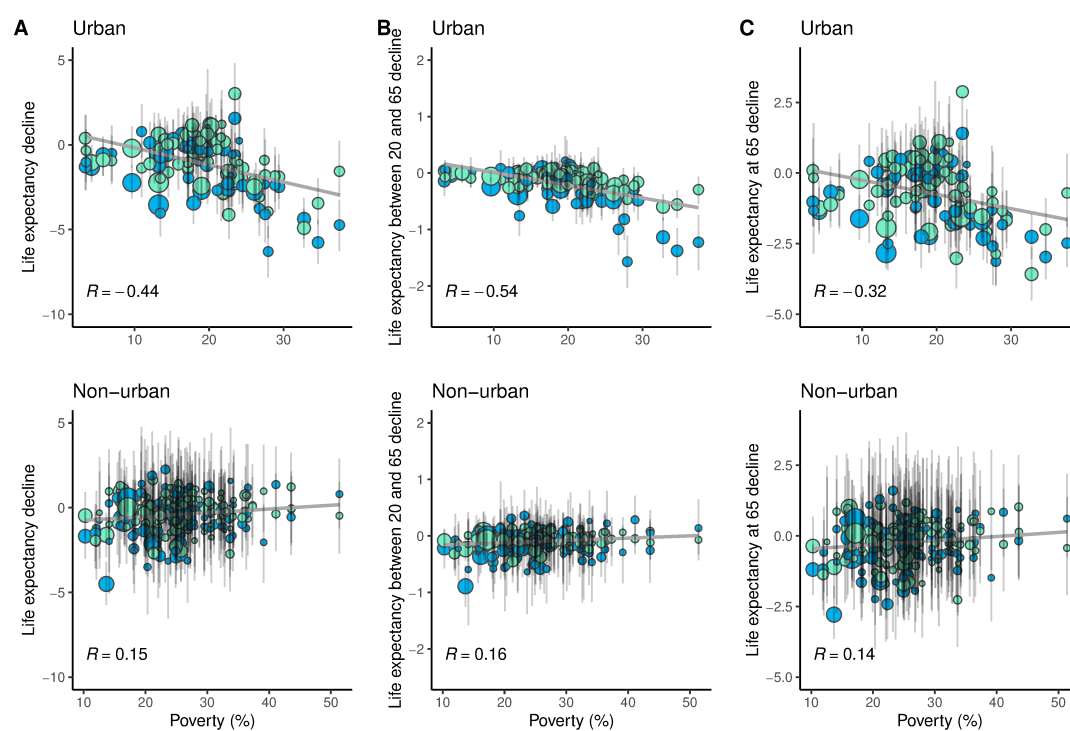 A
Urban
Life expectancy decline
5
0
−5
−10
R = −0.44
10
20
30
B
Urban
Life expectancy between 20 and 65 decline
2
1
0
−1
−2
R = −0.54
10
20
30
C
Urban
Life expectancy at 65 decline
2.5
0.0
−2.5
−5.0
R = −0.32
10
20
30
Non−urban
Life expectancy decline
5
0
−5
−10
R = 0.15
10
20
30
40
50
Poverty (%)
Non−urban
Life expectancy between 20 and 65 decline
2
1
0
−1
−2
R = 0.16
10
20
30
40
50
Poverty (%)
Non−urban
Life expectancy at 65 decline
2.5
0.0
−2.5
−5.0
R = 0.14
10
20
30
40
50
Poverty (%)